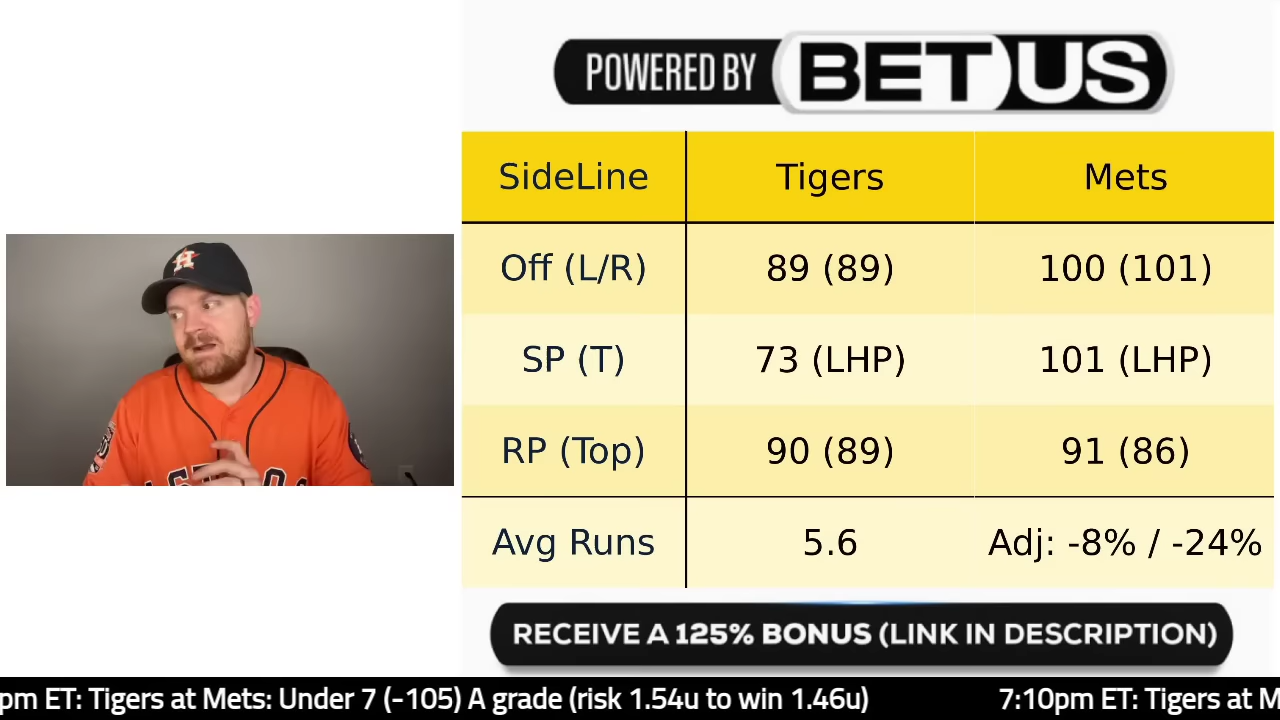 POWERED BY BETUS
SideLine Tigers Mets
Off (L/R) 89 (89) 100 (101)
SP (T) 73 (LHP) 101 (LHP)
RP (Top) 90 (89) 91 (86)
Avg Runs 5.6 Adj: -8% / -24%
RECEIVE A 125% BONUS (LINK IN DESCRIPTION)
H
pm ET: Tigers at Mets: Under 7 (-105) A grade (risk 1.54u to win 1.46u) 7:10pm ET: Tigers at M